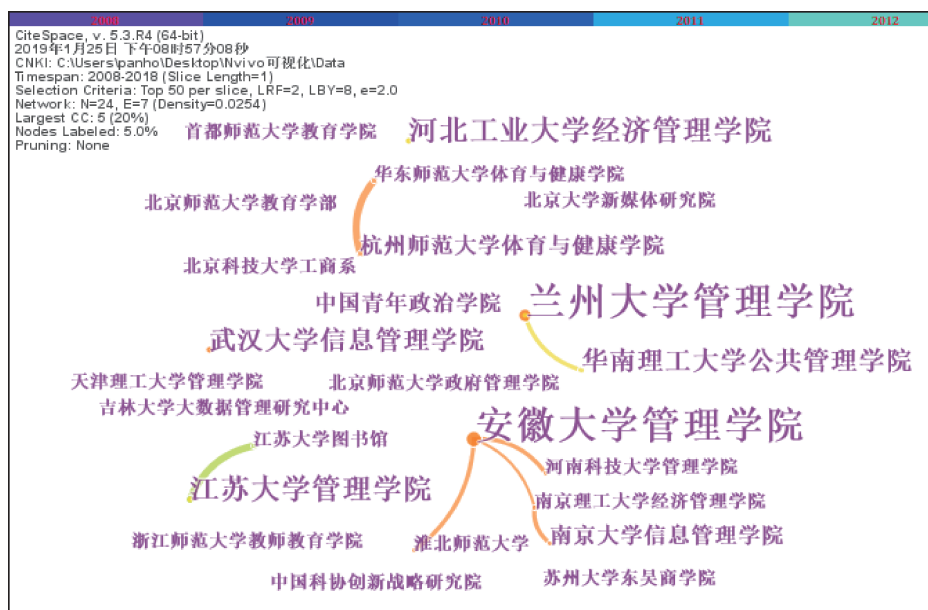 2008 2009 2010 2011 2012
CiteSpace, v. 5.3.R4 (64-bit)
2019年1月25日 下午08时57分08秒
CNKI: C:\Users\panho\Desktop\Nvivo可视化\Data
Timespan: 2008-2018 (Slice Length=1)
Selection Criteria: Top 50 per slice, LRF=2, LBY=8, e=2.0
Network: N=24, E=7 (Density=0.0254)
Largest CC: 5 (20%)
Nodes Labeled: 5.0%
Pruning: None
首都师范大学教育学院
河北工业大学经济管理学院
华东师范大学体育与健康学院
北京师范大学教育学部
北京大学新媒体研究院
杭州师范大学体育与健康学院
北京科技大学工商系
中国青年政治学院
兰州大学管理学院
武汉大学信息管理学院
华南理工大学公共管理学院
天津理工大学管理学院
北京师范大学政府管理学院
吉林大学大数据管理研究中心
安徽大学管理学院
江苏大学图书馆
河南科技大学管理学院
江苏大学管理学院
南京理工大学经济管理学院
浙江师范大学教师教育学院
淮北师范大学
南京大学信息管理学院
中国科协创新战略研究院
苏州大学东吴商学院